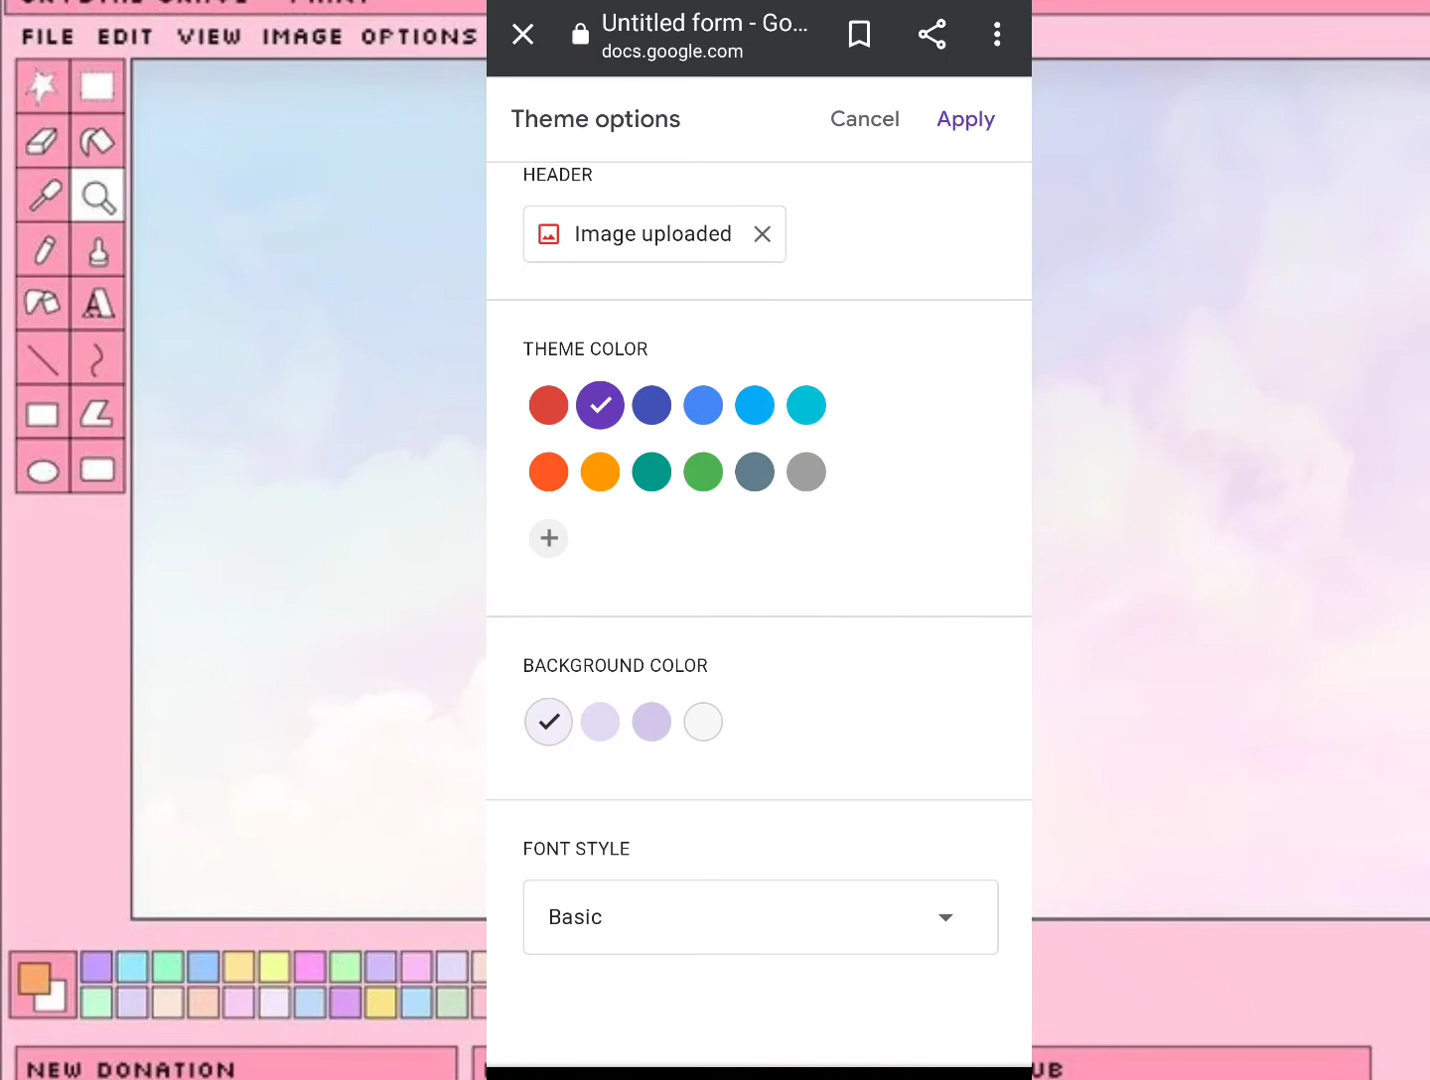 FILE EDIT VIEW IMAGE OPTIONS
Untitled form - Go...
docs.google.com
Theme options Cancel Apply
HEADER
Image uploaded
THEME COLOR
BACKGROUND COLOR
FONT STYLE
Basic
NEW DONATION